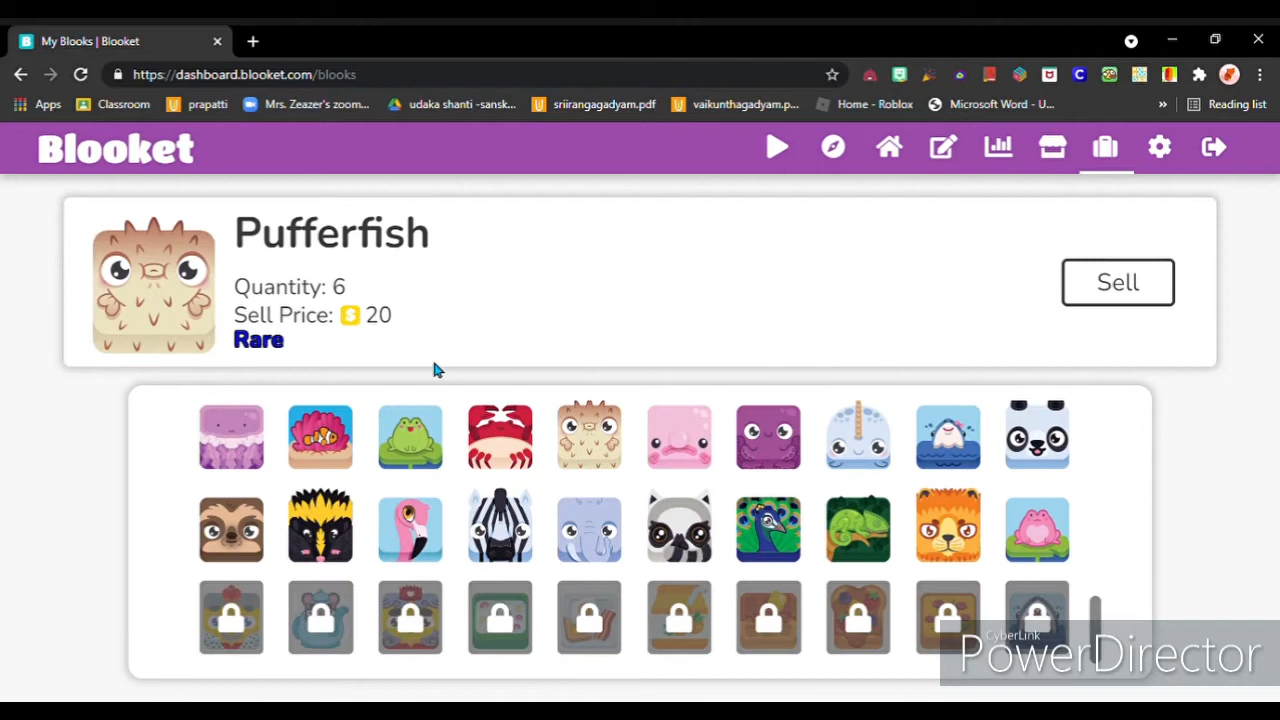 My Blooks | Blooket
https://dashboard.blooket.com/blooks
Apps Classroom prapatti Mrs. Zeazer's zoom... udaka shanti -sansk... sriirangagadyam.pdf vaikunthagadyam.p... Home - Roblox Microsoft Word - U... » Reading list
Blooket
Pufferfish
Quantity: 6
Sell Price: 20
Rare
Sell
CyberLink
PowerDirector